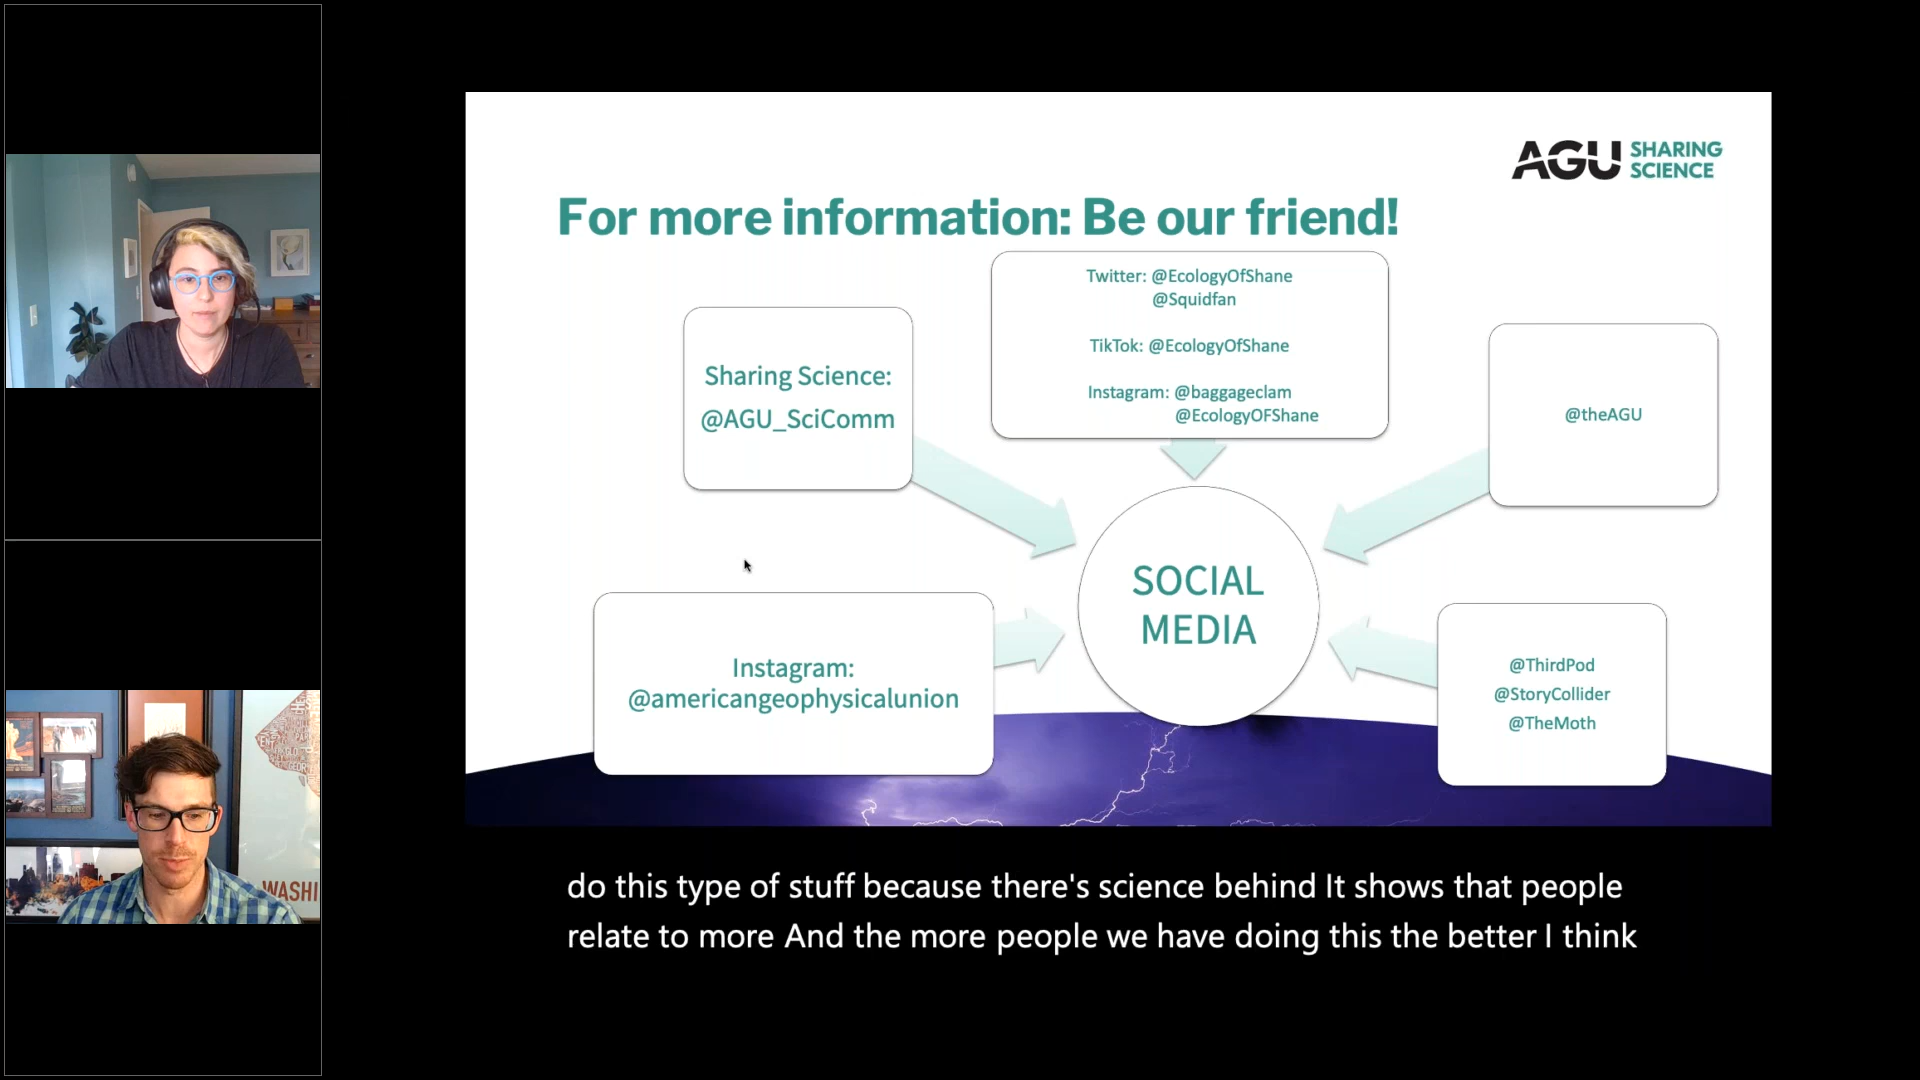 AGU SHARING
SCIENCE
For more information: Be our friend!
Twitter: @EcologyOfShane
@Squidfan
TikTok: @EcologyOfShane
Instagram: @baggageclam
@EcologyOFShane
Sharing Science:
@AGU_SciComm
@theAGU
SOCIAL
MEDIA
Instagram:
@americangeophysicalunion
@ThirdPod
@StoryCollider
@TheMoth
WASHI
do this type of stuff because there's science behind It shows that people
relate to more And the more people we have doing this the better I think